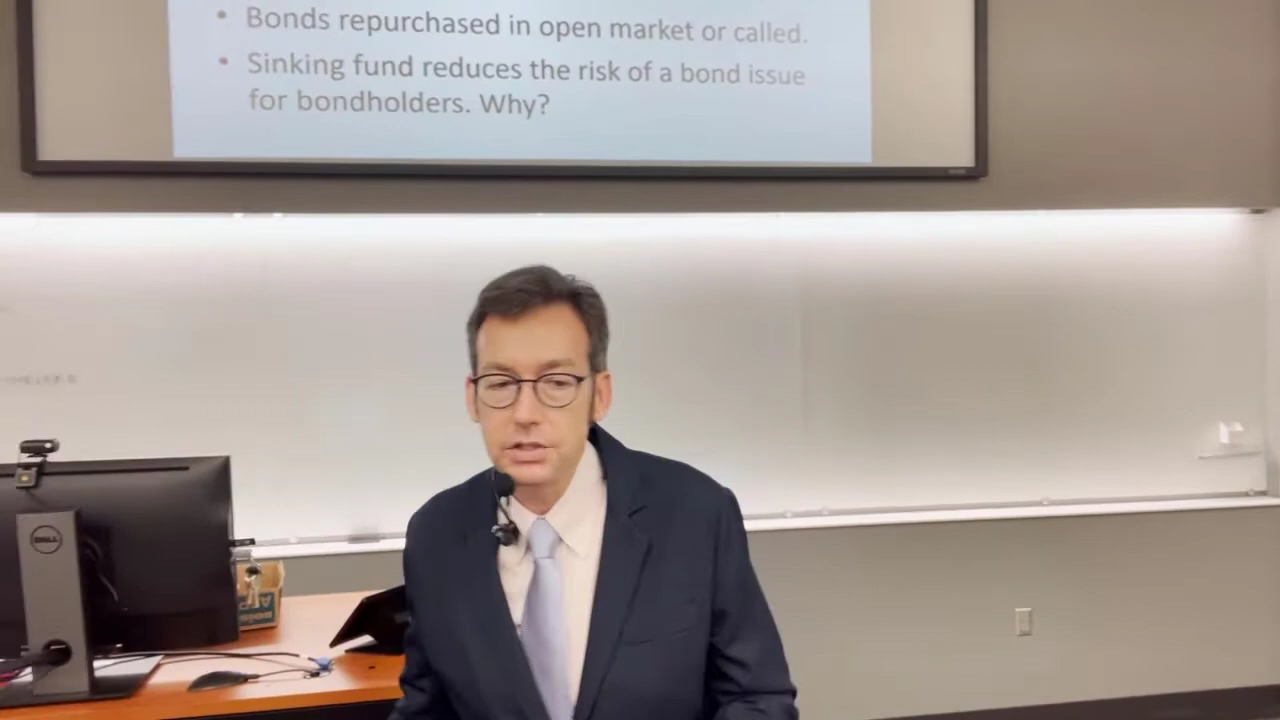 • Bonds repurchased in open market or called.
• Sinking fund reduces the risk of a bond issue
for bondholders. Why?
DELL